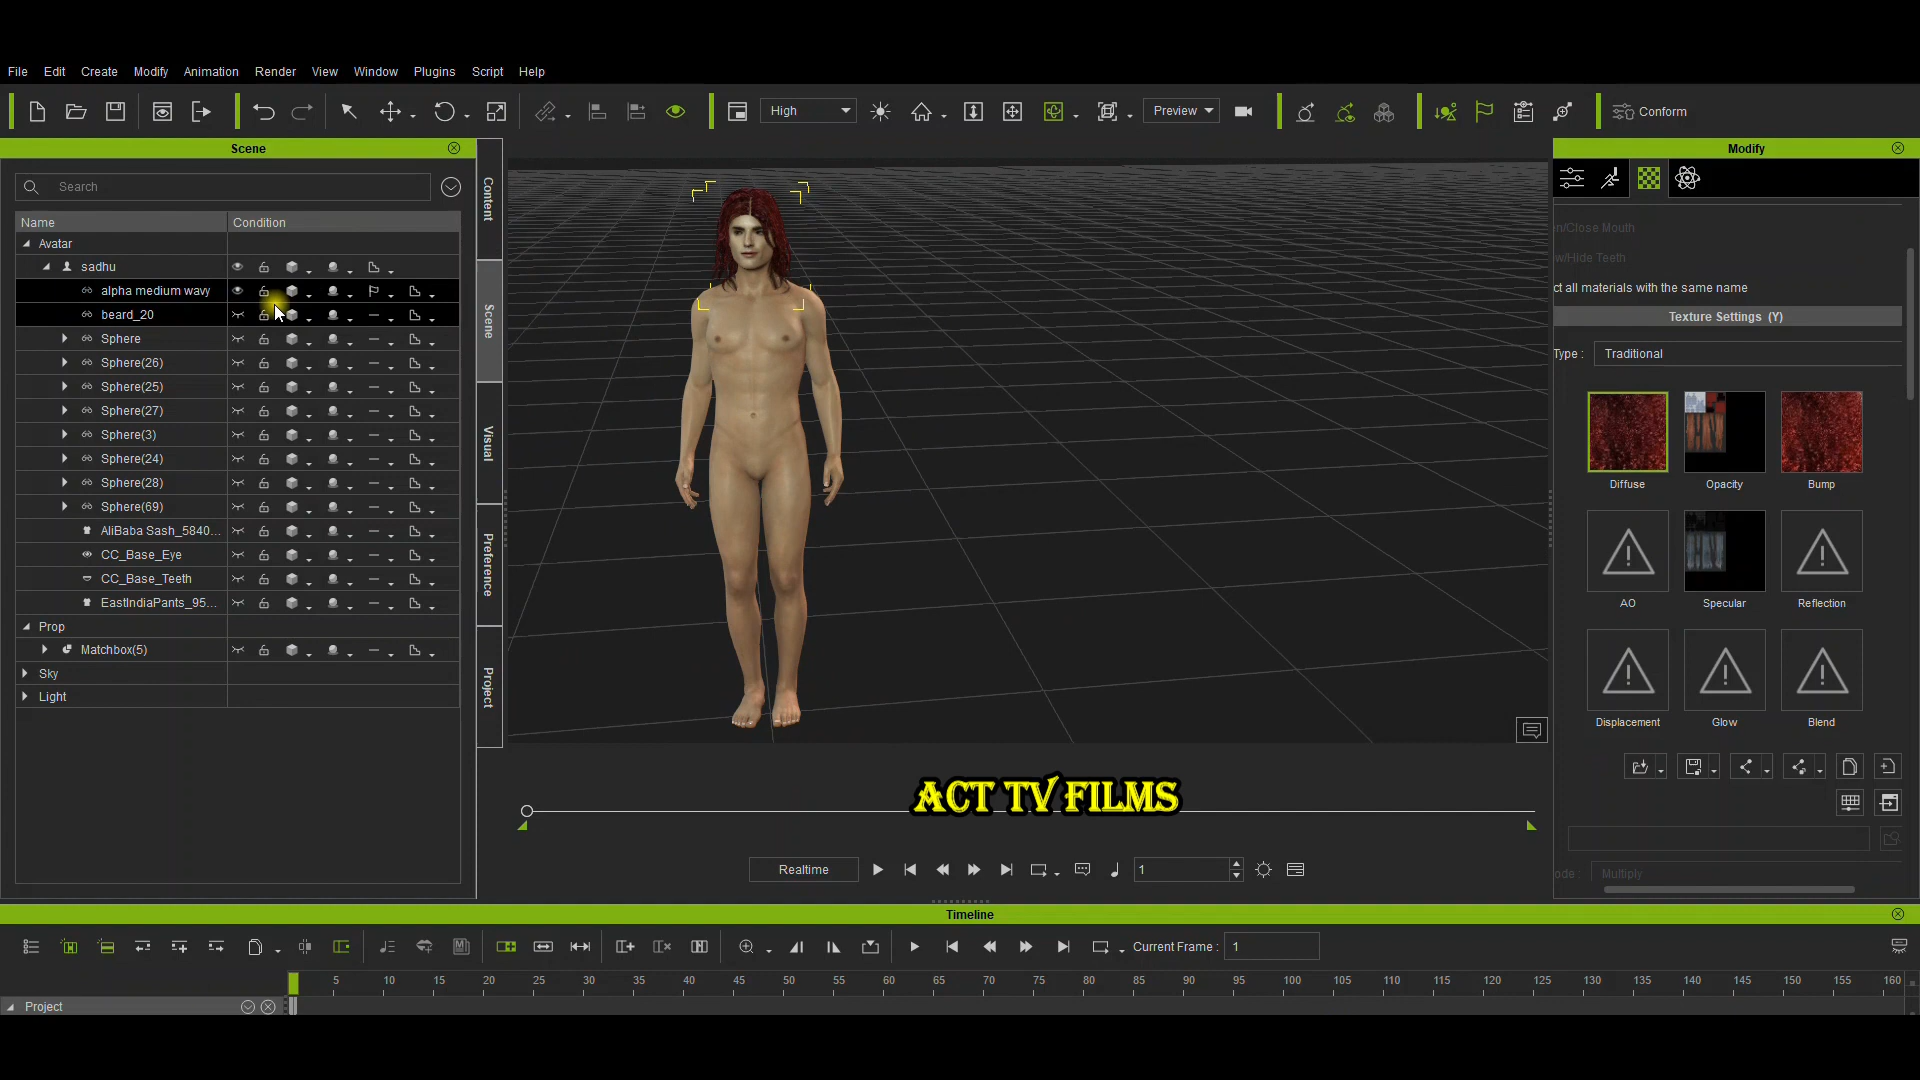 File Edit Create Modify Animation Render View Window Plugins Script Help
High Preview Conform
Scene
Search
Name Condition
Avatar
sadhu
alpha medium wavy
beard_20
Sphere
Sphere(26)
Sphere(25)
Sphere(27)
Sphere(3)
Sphere(24)
Sphere(28)
Sphere(69)
AliBaba Sash_5840...
CC_Base_Eye
CC_Base_Teeth
EastIndiaPants_95...
Prop
Matchbox(5)
Sky
Light
Content
Scene
Visual
Preference
Project
ACT TV FILMS
Realtime 1
Modify
n/Close Mouth
w/Hide Teeth
ct all materials with the same name
Texture Settings (Y)
Type : Traditional
Diffuse Opacity Bump
AO Specular Reflection
Displacement Glow Blend
ode : Multiply
Timeline
Current Frame : 1
5 10 15 20 25 30 35 40 45 50 55 60 65 70 75 80 85 90 95 100 105 110 115 120 125 130 135 140 145 150 155 160
Project